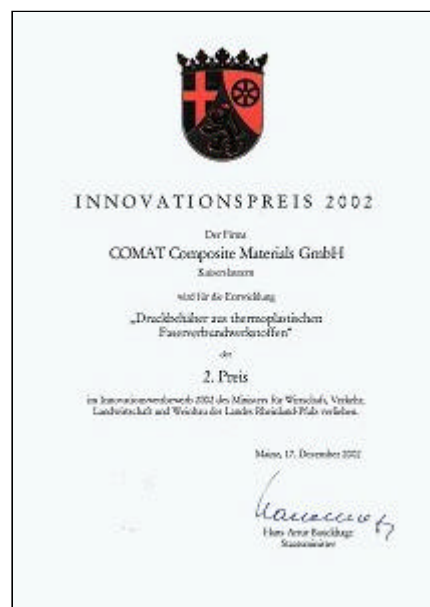 INNOVATIONSPREIS 2002
Der Firma
COMAT Composite Materials GmbH
Kaiserslautern
wird für die Entwicklung
„Druckbehälter aus thermoplastischen
Faserverbundwerkstoffen“
der
2. Preis
im Innovationswettbewerb 2002 des Ministers für Wirtschaft, Verkehr,
Landwirtschaft und Weinbau des Landes Rheinland-Pfalz verliehen.
Mainz, 17. Dezember 2002
Hans Artur Bauckhage
Staatsminister